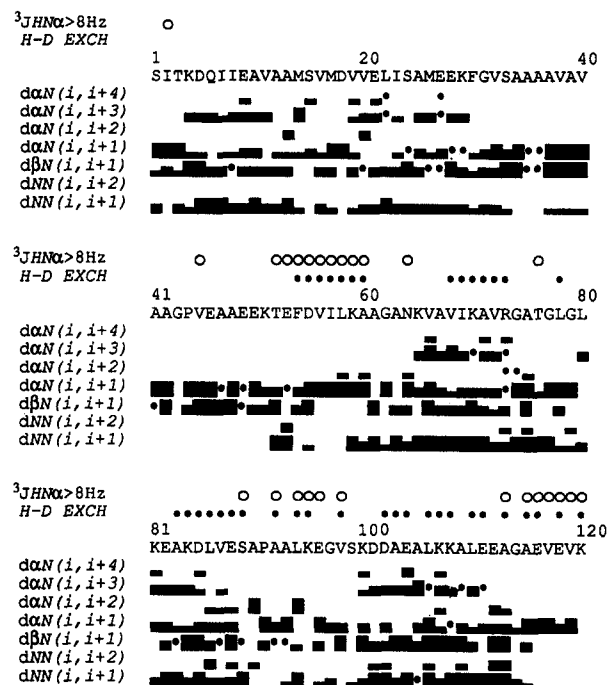 ³JHNα>8Hz
H-D EXCH
1 20 40
SITKDQIIEAVAAMSVMDVVELISAMEEKFGVSAAAAVAV
dαN(i,i+4)
dαN(i,i+3)
dαN(i,i+2)
dαN(i,i+1)
dβN(i,i+1)
dNN(i,i+2)
dNN(i,i+1)
³JHNα>8Hz
H-D EXCH
41 60 80
AAGPVEAAEEKTEFDVILKAAGANKVAVIKAVRGATGLGL
dαN(i,i+4)
dαN(i,i+3)
dαN(i,i+2)
dαN(i,i+1)
dβN(i,i+1)
dNN(i,i+2)
dNN(i,i+1)
³JHNα>8Hz
H-D EXCH
81 100 120
KEAKDLVESAPAALKEGVSKDDAEALKKALEEAGAEVEVK
dαN(i,i+4)
dαN(i,i+3)
dαN(i,i+2)
dαN(i,i+1)
dβN(i,i+1)
dNN(i,i+2)
dNN(i,i+1)